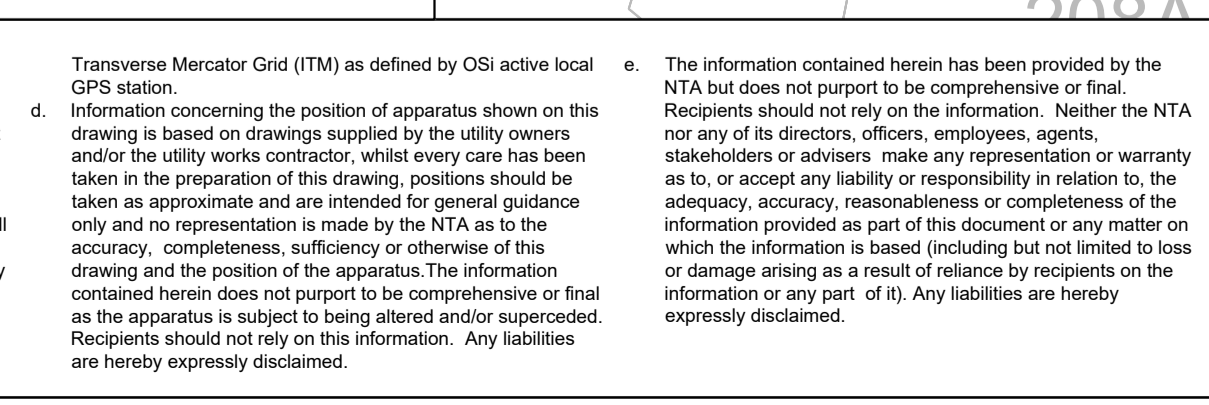 Transverse Mercator Grid (ITM) as defined by OSi active local
GPS station.
d. Information concerning the position of apparatus shown on this
drawing is based on drawings supplied by the utility owners
and/or the utility works contractor, whilst every care has been
taken in the preparation of this drawing, positions should be
taken as approximate and are intended for general guidance
only and no representation is made by the NTA as to the
accuracy,  completeness, sufficiency or otherwise of this
drawing and the position of the apparatus.The information
contained herein does not purport to be comprehensive or final
as the apparatus is subject to being altered and/or superceded.
Recipients should not rely on this information.  Any liabilities
are hereby expressly disclaimed.
e. The information contained herein has been provided by the
NTA but does not purport to be comprehensive or final.
Recipients should not rely on the information.  Neither the NTA
nor any of its directors, officers, employees, agents,
stakeholders or advisers  make any representation or warranty
as to, or accept any liability or responsibility in relation to, the
adequacy, accuracy, reasonableness or completeness of the
information provided as part of this document or any matter on
which the information is based (including but not limited to loss
or damage arising as a result of reliance by recipients on the
information or any part  of it). Any liabilities are hereby
expressly disclaimed.